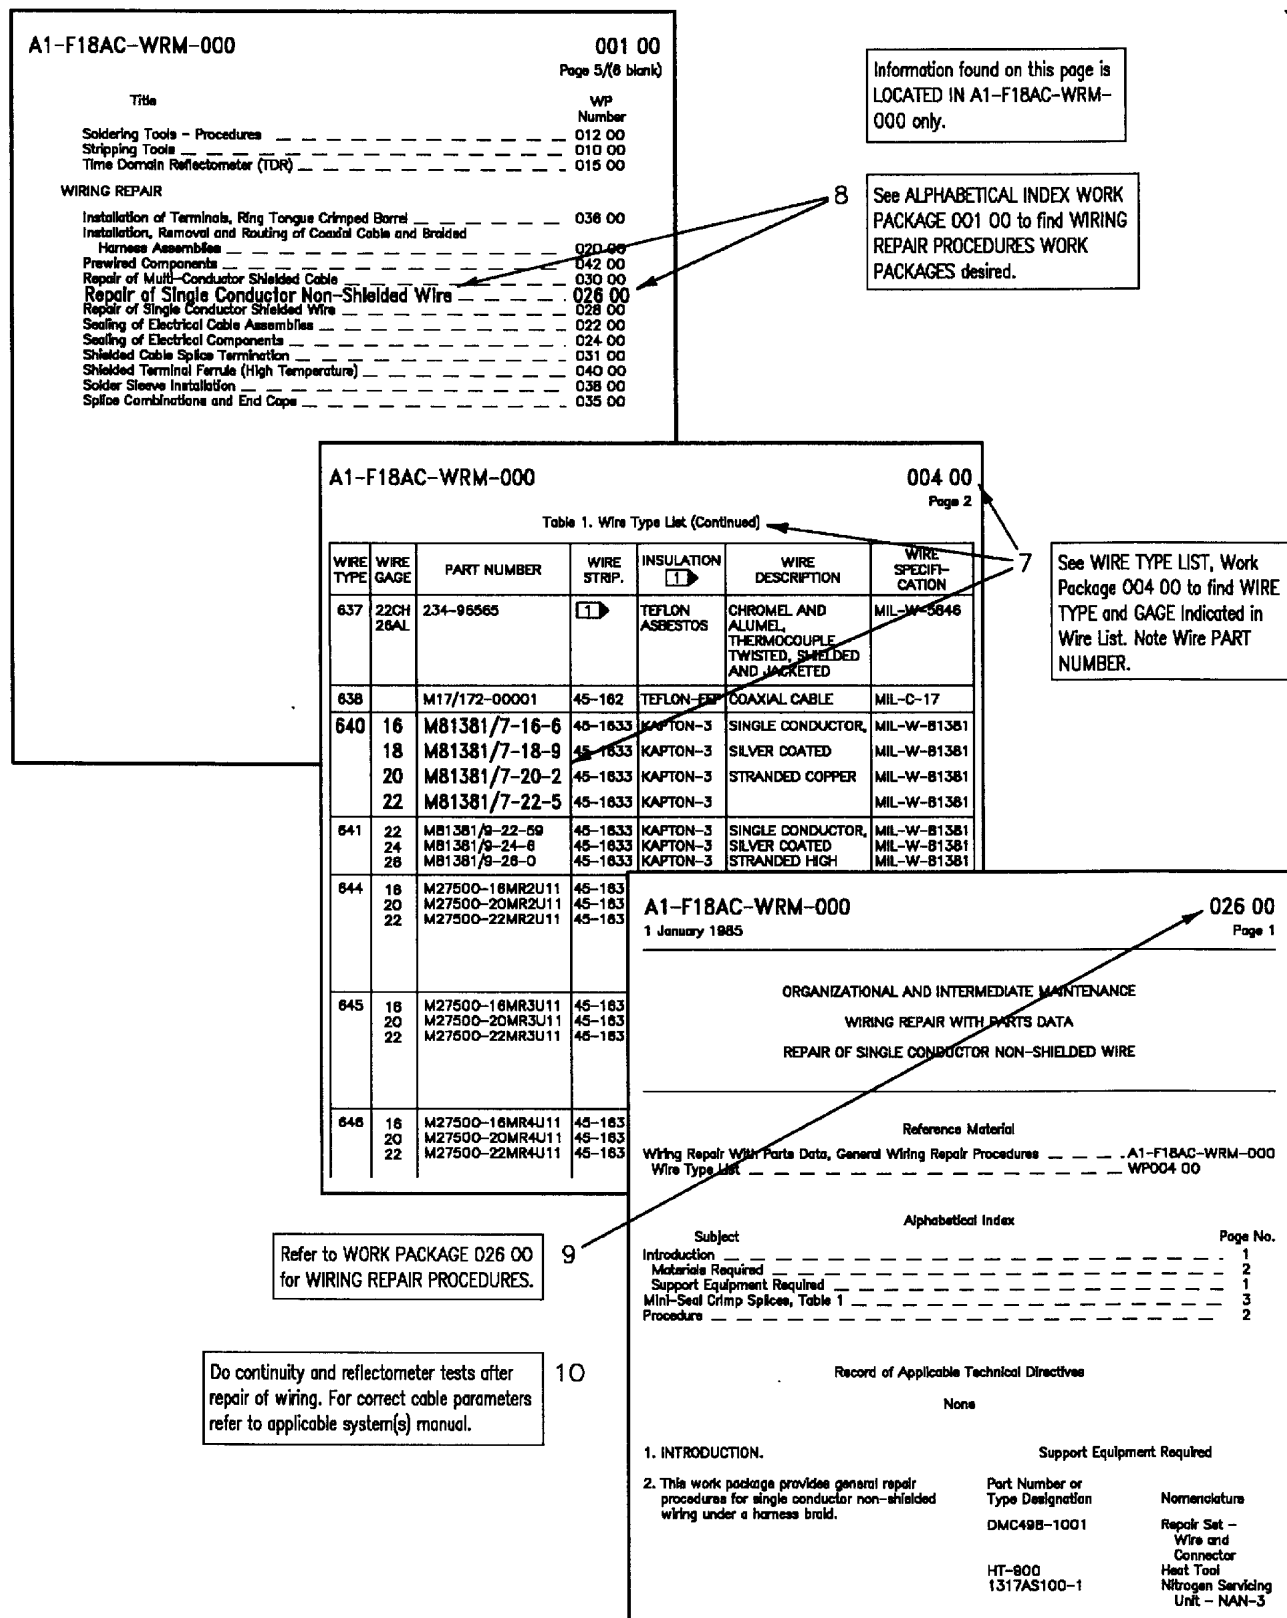 A1-F18AC-WRM-000 001 00
Page 5/(6 blank)
Title WP
Number
Soldering Tools - Procedures 012 00
Stripping Tools 010 00
Time Domain Reflectometer (TDR) 015 00
WIRING REPAIR
Installation of Terminals, Ring Tongue Crimped Barrel 036 00
Installation, Removal and Routing of Coaxial Cable and Braided
Harness Assemblies 020 00
Prewired Components 042 00
Repair of Multi-Conductor Shielded Cable 030 00
Repair of Single Conductor Non-Shielded Wire 026 00
Repair of Single Conductor Shielded Wire 028 00
Sealing of Electrical Cable Assemblies 022 00
Sealing of Electrical Components 024 00
Shielded Cable Splice Termination 031 00
Shielded Terminal Ferrule (High Temperature) 040 00
Solder Sleeve Installation 038 00
Splice Combinations and End Caps 035 00
Information found on this page is
LOCATED IN A1-F18AC-WRM-
000 only.
8
See ALPHABETICAL INDEX WORK
PACKAGE 001 00 to find WIRING
REPAIR PROCEDURES WORK
PACKAGES desired.
A1-F18AC-WRM-000 004 00
Page 2
Table 1. Wire Type List (Continued)
WIRE TYPE WIRE GAGE PART NUMBER WIRE STRIP. INSULATION 1 WIRE DESCRIPTION WIRE SPECIFI-CATION
637 22CH 234-96565 1 TEFLON CHROMEL AND MIL-W-5846
26AL ASBESTOS ALUMEL,
THERMOCOUPLE
TWISTED, SHIELDED
AND JACKETED
638 M17/172-00001 45-162 TEFLON-FEP COAXIAL CABLE MIL-C-17
640 16 M81381/7-16-6 45-1633 KAPTON-3 SINGLE CONDUCTOR, MIL-W-81381
18 M81381/7-18-9 45-1633 KAPTON-3 SILVER COATED MIL-W-81381
20 M81381/7-20-2 45-1633 KAPTON-3 STRANDED COPPER MIL-W-81381
22 M81381/7-22-5 45-1633 KAPTON-3 MIL-W-81381
641 22 M81381/9-22-59 45-1633 KAPTON-3 SINGLE CONDUCTOR, MIL-W-81381
24 M81381/9-24-6 45-1633 KAPTON-3 SILVER COATED MIL-W-81381
26 M81381/9-26-0 45-1633 KAPTON-3 STRANDED HIGH MIL-W-81381
644 16 M27500-16MR2U11 45-163
20 M27500-20MR2U11 45-163
22 M27500-22MR2U11 45-163
645 16 M27500-16MR3U11 45-163
20 M27500-20MR3U11 45-163
22 M27500-22MR3U11 45-163
646 16 M27500-16MR4U11 45-163
20 M27500-20MR4U11 45-163
22 M27500-22MR4U11 45-163
7
See WIRE TYPE LIST, Work
Package 004 00 to find WIRE
TYPE and GAGE Indicated in
Wire List. Note Wire PART
NUMBER.
A1-F18AC-WRM-000 026 00
1 January 1985 Page 1
ORGANIZATIONAL AND INTERMEDIATE MAINTENANCE
WIRING REPAIR WITH PARTS DATA
REPAIR OF SINGLE CONDUCTOR NON-SHIELDED WIRE
Reference Material
Wiring Repair With Parts Data, General Wiring Repair Procedures A1-F18AC-WRM-000
Wire Type List WP004 00
Alphabetical Index
Subject Page No.
Introduction 1
Materials Required 2
Support Equipment Required 1
Mini-Seal Crimp Splices, Table 1 3
Procedure 2
Record of Applicable Technical Directives
None
1. INTRODUCTION.
2. This work package provides general repair
procedures for single conductor non-shielded
wiring under a harness braid.
Support Equipment Required
Part Number or
Type Designation Nomenclature
DMC498-1001 Repair Set -
Wire and
Connector
HT-900 Heat Tool
1317AS100-1 Nitrogen Servicing
Unit - NAN-3
Refer to WORK PACKAGE 026 00
for WIRING REPAIR PROCEDURES.
9
Do continuity and reflectometer tests after
repair of wiring. For correct cable parameters
refer to applicable system(s) manual.
10